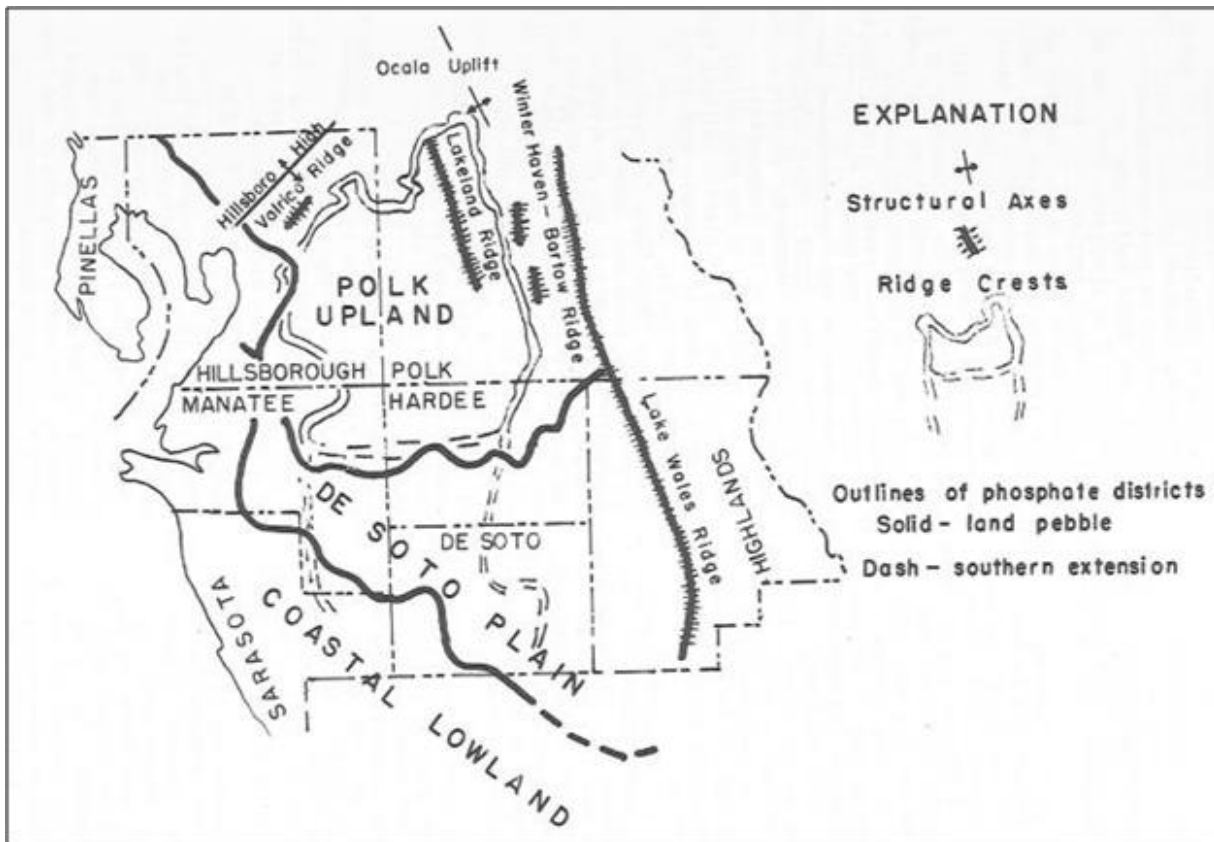 Ocala Uplift
EXPLANATION
Structural Axes
Ridge Crests
Outlines of phosphate districts
Solid - land pebble
Dash - southern extension
Hillsboro High
Valrico Ridge
Lakeland Ridge
Winter Haven - Bartow Ridge
PINELLAS
POLK
UPLAND
HILLSBOROUGH
POLK
MANATEE
HARDEE
Lake Wales Ridge
HIGHLANDS
DE SOTO PLAIN
DE SOTO
SARASOTA
COASTAL LOWLAND